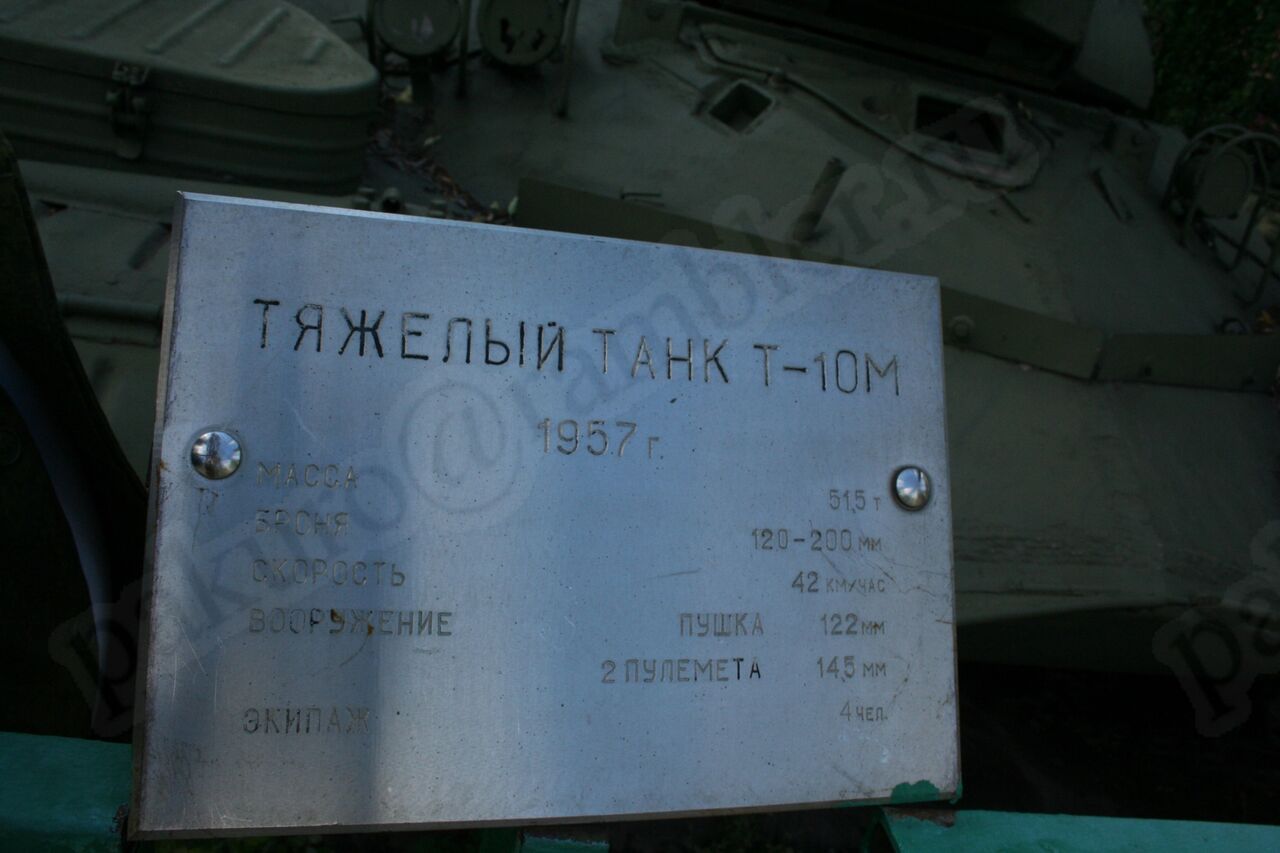 ТЯЖЕЛЫЙ ТАНК Т-10М
1957 г.
МАССА 51,5 т
БРОНЯ 120-200 мм
СКОРОСТЬ 42 КМ/ЧАС
ВООРУЖЕНИЕ ПУШКА 122 мм
2 ПУЛЕМЕТА 14,5 мм
ЭКИПАЖ 4 ЧЕЛ.